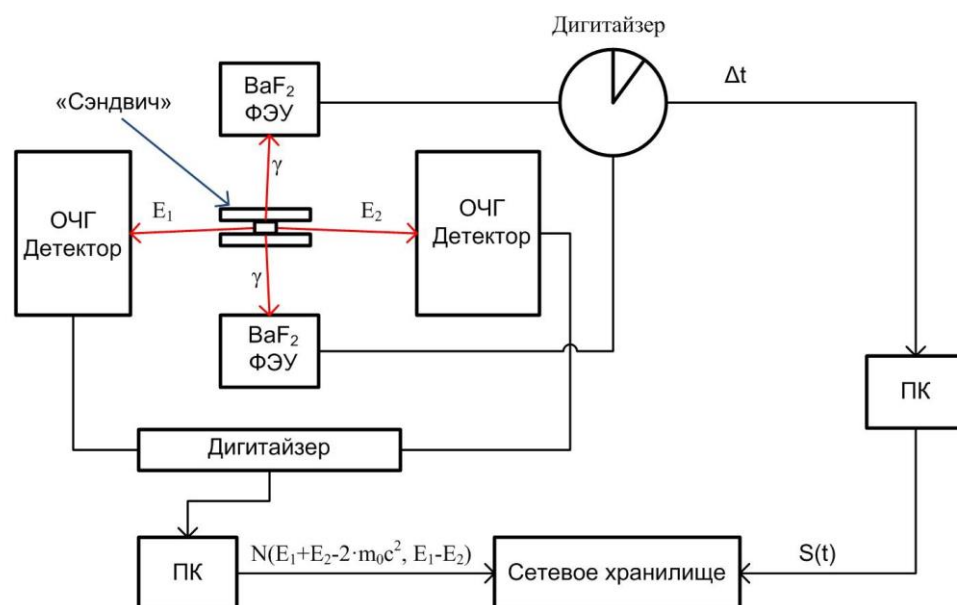 Дигитайзер
Δt
«Сэндвич»
BaF₂
ФЭУ
γ
ОЧГ
Детектор
E₁
E₂
ОЧГ
Детектор
γ
BaF₂
ФЭУ
ПК
Дигитайзер
ПК
N(E₁+E₂-2·m₀c², E₁-E₂)
Сетевое хранилище
S(t)